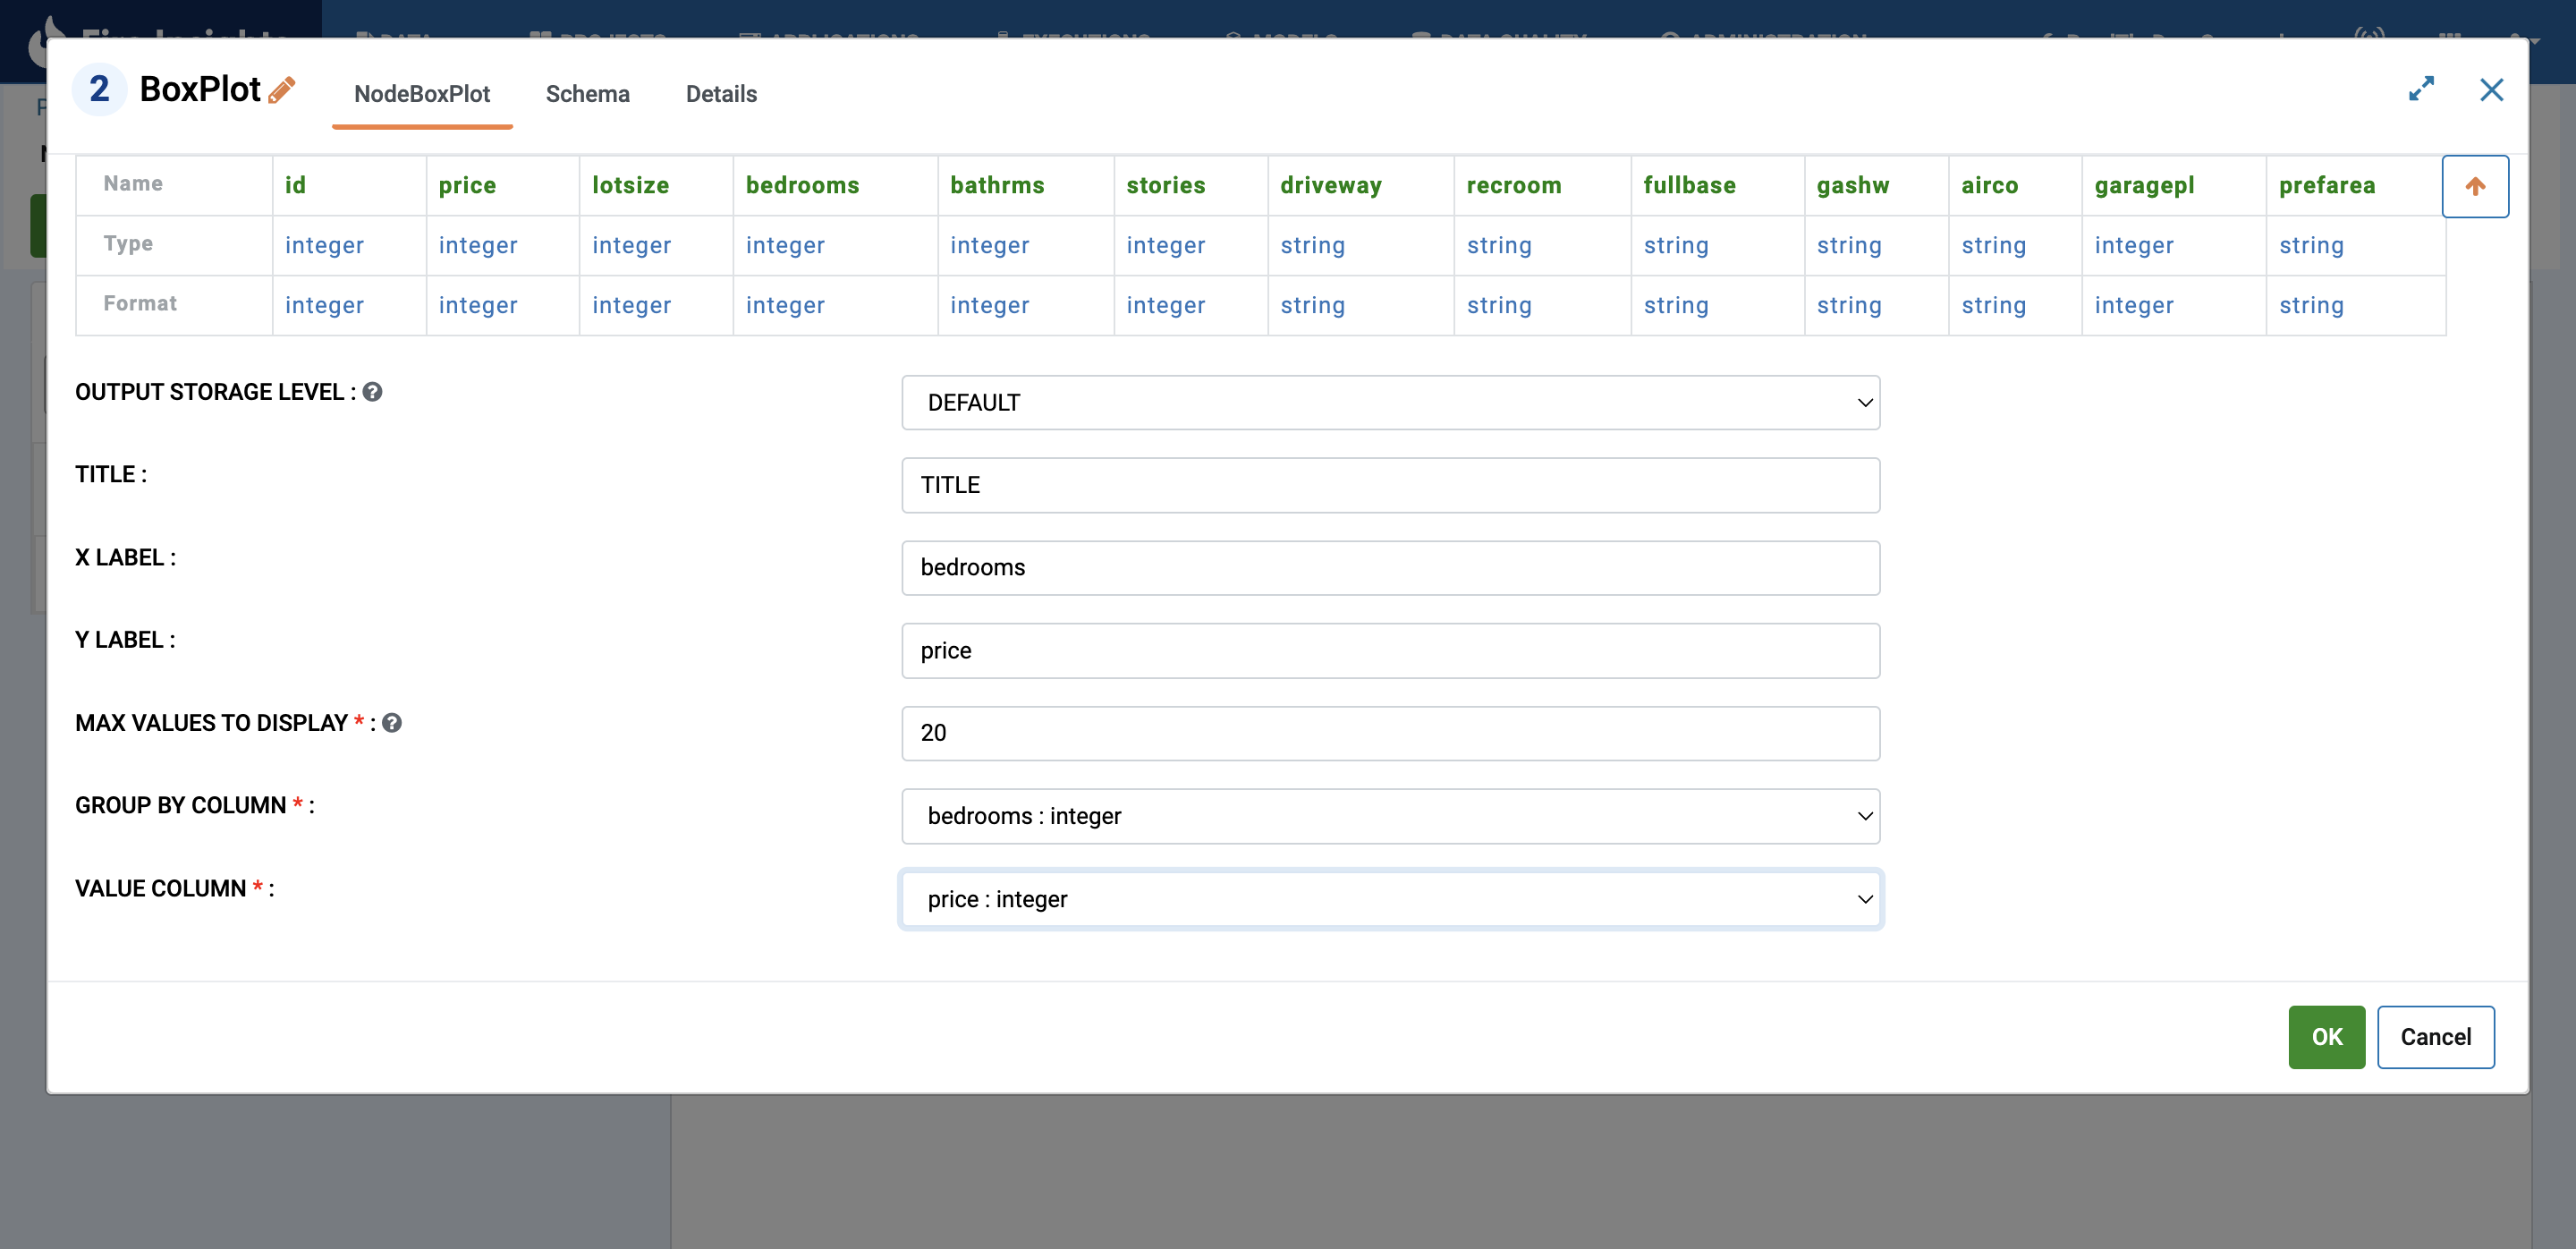 2 BoxPlot NodeBoxPlot Schema Details
Name id price lotsize bedrooms bathrms stories driveway recroom fullbase gashw airco garagepl prefarea
Type integer integer integer integer integer integer string string string string string integer string
Format integer integer integer integer integer integer string string string string string integer string
OUTPUT STORAGE LEVEL : DEFAULT
TITLE : TITLE
X LABEL : bedrooms
Y LABEL : price
MAX VALUES TO DISPLAY * : 20
GROUP BY COLUMN * : bedrooms : integer
VALUE COLUMN * : price : integer
OK Cancel